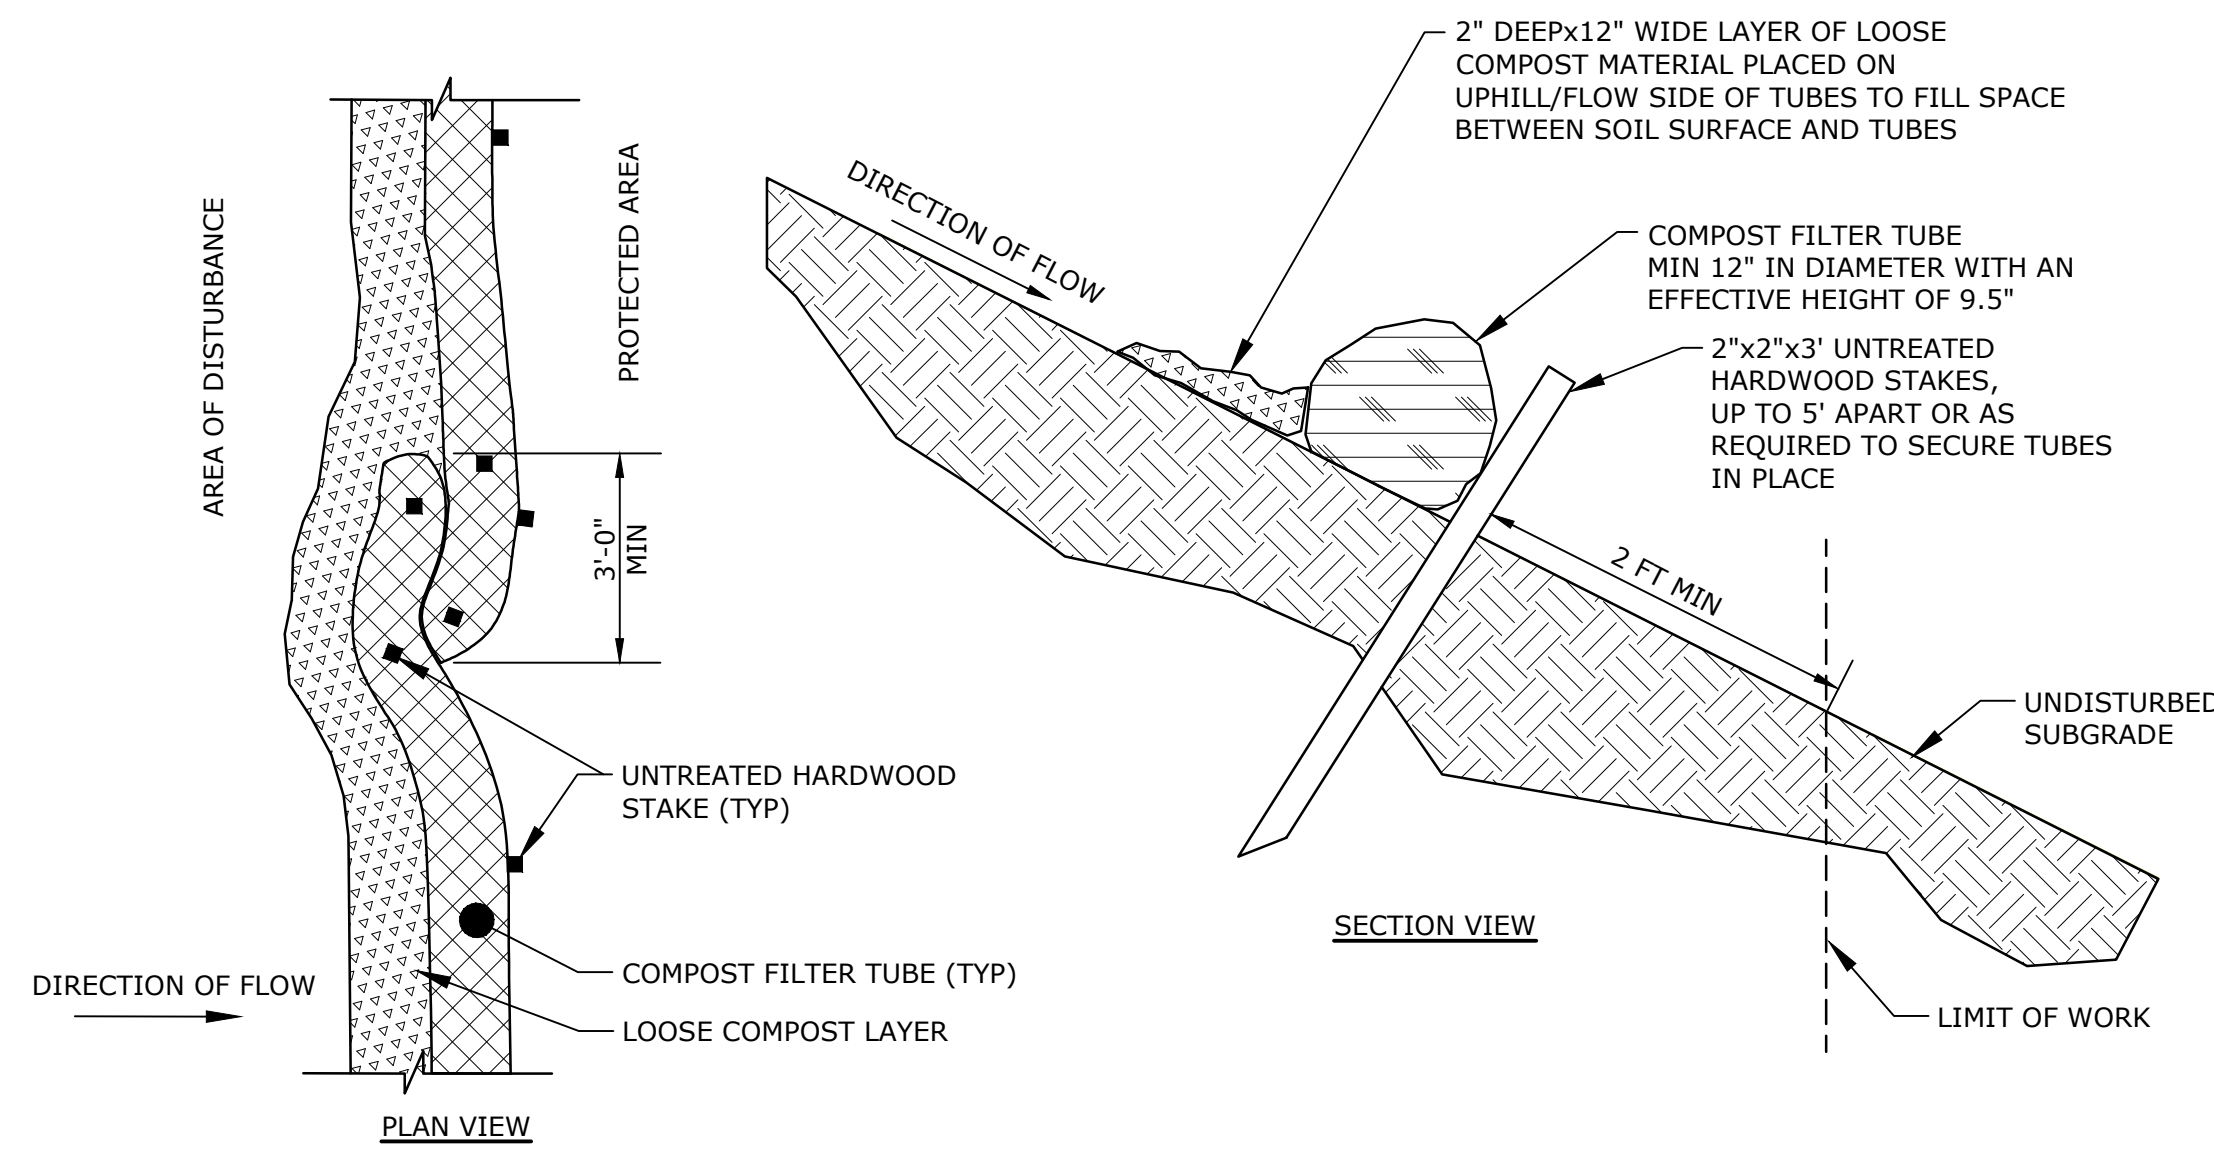 2" DEEPx12" WIDE LAYER OF LOOSE
COMPOST MATERIAL PLACED ON
UPHILL/FLOW SIDE OF TUBES TO FILL SPACE
BETWEEN SOIL SURFACE AND TUBES
DIRECTION OF FLOW
COMPOST FILTER TUBE
MIN 12" IN DIAMETER WITH AN
EFFECTIVE HEIGHT OF 9.5"
2"x2"x3' UNTREATED
HARDWOOD STAKES,
UP TO 5' APART OR AS
REQUIRED TO SECURE TUBES
IN PLACE
AREA OF DISTURBANCE
PROTECTED AREA
3'-0"
MIN
2 FT MIN
UNDISTURBED
SUBGRADE
UNTREATED HARDWOOD
STAKE (TYP)
SECTION VIEW
COMPOST FILTER TUBE (TYP)
DIRECTION OF FLOW
LOOSE COMPOST LAYER
LIMIT OF WORK
PLAN VIEW